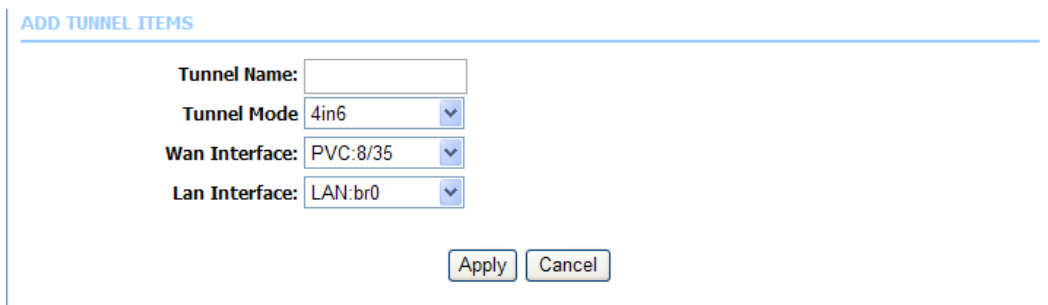 ADD TUNNEL ITEMS
Tunnel Name:
Tunnel Mode 4in6
Wan Interface: PVC:8/35
Lan Interface: LAN:br0
Apply Cancel